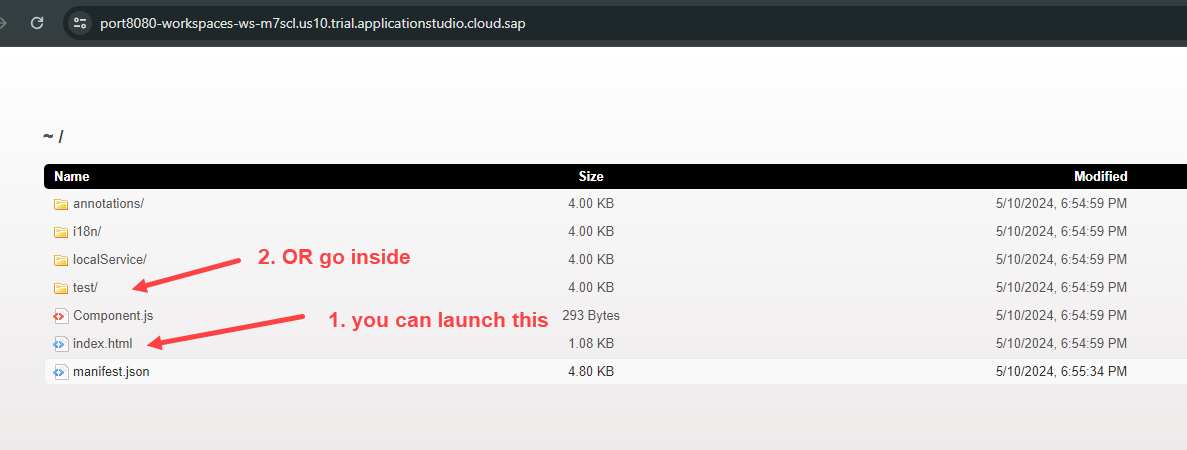 port8080-workspaces-ws-m7scl.us10.trial.applicationstudio.cloud.sap
~ /
Name Size Modified
annotations/ 4.00 KB 5/10/2024, 6:54:59 PM
i18n/ 4.00 KB 5/10/2024, 6:54:59 PM
2. OR go inside
localService/ 4.00 KB 5/10/2024, 6:54:59 PM
test/ 4.00 KB 5/10/2024, 6:54:59 PM
Component.js 293 Bytes 5/10/2024, 6:54:59 PM
1. you can launch this
index.html 1.08 KB 5/10/2024, 6:54:59 PM
manifest.json 4.80 KB 5/10/2024, 6:55:34 PM